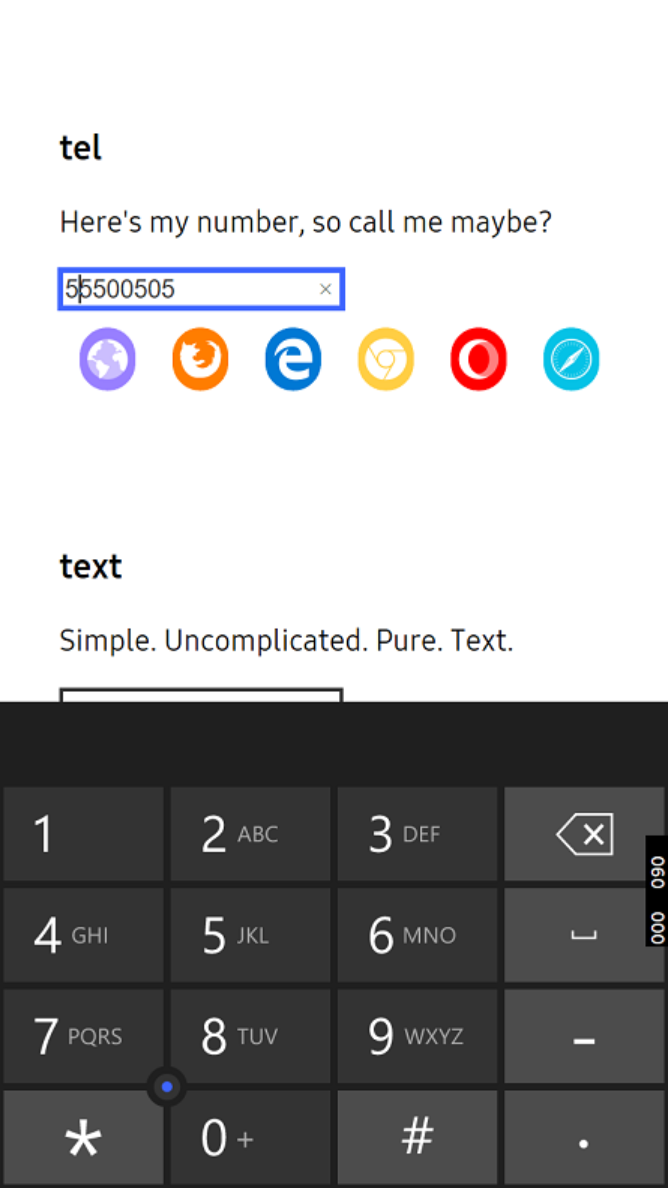 tel
Here's my number, so call me maybe?
55500505 ×
text
Simple. Uncomplicated. Pure. Text.
1 2 ABC 3 DEF
4 GHI 5 JKL 6 MNO
7 PQRS 8 TUV 9 WXYZ -
* 0 + # .
000 060